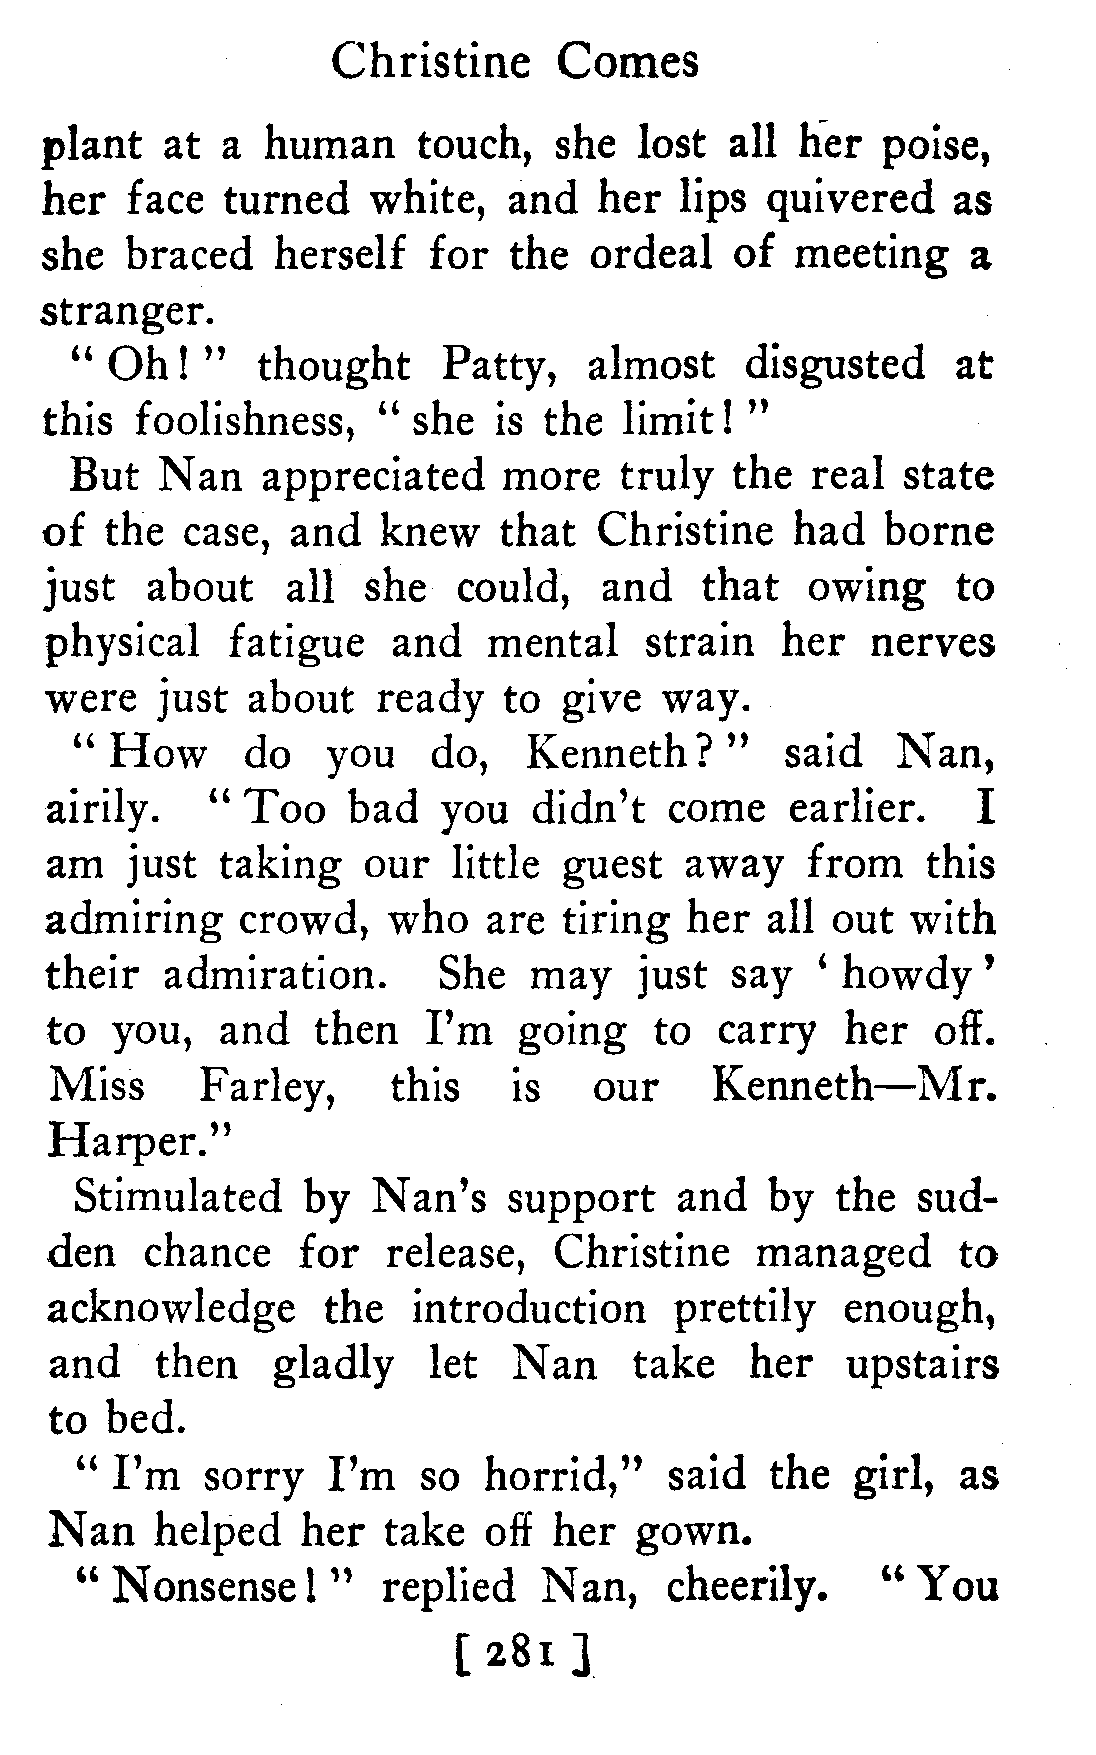 Christine Comes
plant at a human touch, she lost all her poise,
her face turned white, and her lips quivered as
she braced herself for the ordeal of meeting a
stranger.
“ Oh! ” thought Patty, almost disgusted at
this foolishness, “ she is the limit! ”
But Nan appreciated more truly the real state
of the case, and knew that Christine had borne
just about all she could, and that owing to
physical fatigue and mental strain her nerves
were just about ready to give way.
“ How do you do, Kenneth? ” said Nan,
airily. “ Too bad you didn’t come earlier. I
am just taking our little guest away from this
admiring crowd, who are tiring her all out with
their admiration. She may just say ‘ howdy ’
to you, and then I’m going to carry her off.
Miss Farley, this is our Kenneth—Mr.
Harper.”
Stimulated by Nan’s support and by the sud-
den chance for release, Christine managed to
acknowledge the introduction prettily enough,
and then gladly let Nan take her upstairs
to bed.
“ I’m sorry I’m so horrid,” said the girl, as
Nan helped her take off her gown.
“ Nonsense! ” replied Nan, cheerily. “ You
[ 281 ]